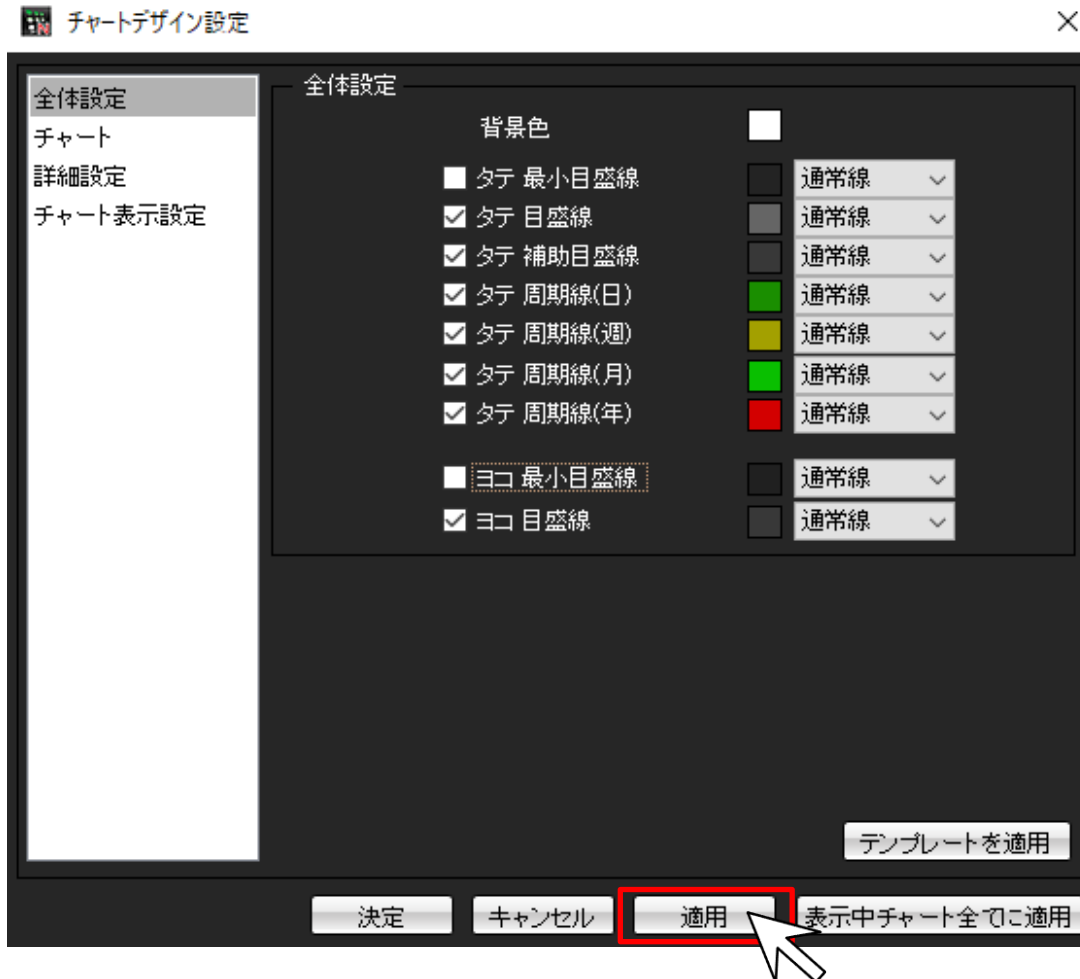 チャートデザイン設定
全体設定
チャート
詳細設定
チャート表示設定
全体設定
背景色
タテ 最小目盛線 通常線
タテ 目盛線 通常線
タテ 補助目盛線 通常線
タテ 周期線(日) 通常線
タテ 周期線(週) 通常線
タテ 周期線(月) 通常線
タテ 周期線(年) 通常線
ヨコ 最小目盛線 通常線
ヨコ 目盛線 通常線
テンプレートを適用
決定 キャンセル 適用 表示中チャート全てに適用